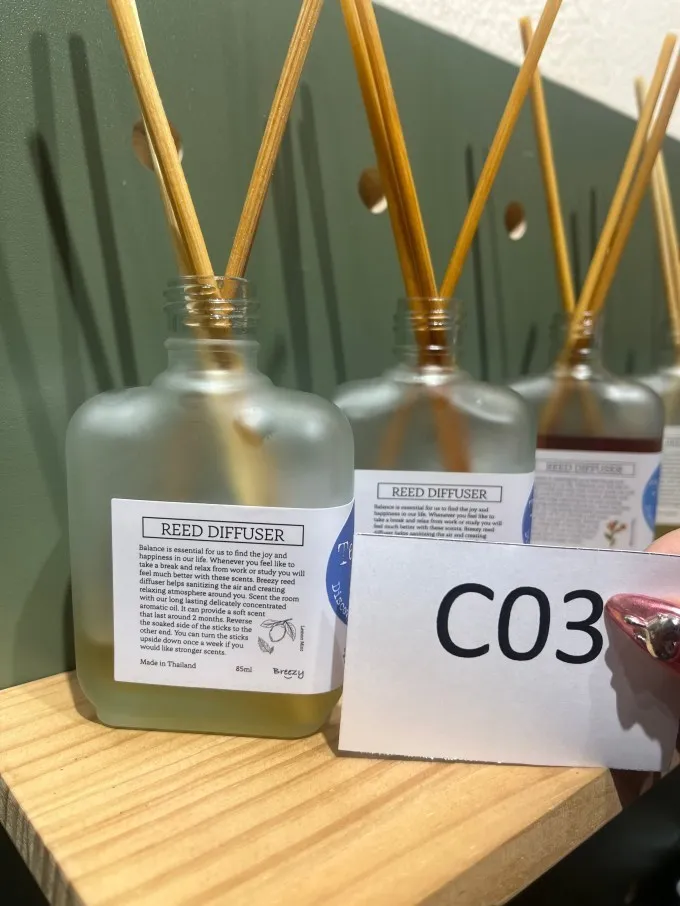 REED DIFFUSER
Balance is essential for us to find the joy and
happiness in our life. Whenever you feel like to
take a break and relax from work or study you will
feel much better with these scents. Breezy reed
diffuser helps sanitizing the air and creating
relaxing atmosphere around you. Scent the room
with our long lasting delicately concentrated
aromatic oil. It can provide a soft scent
that last around 2 months. Reverse
the soaked side of the sticks to the
other end. You can turn the sticks
upside down once a week if you
would like stronger scents.
Lemon Mint
Made in Thailand 85ml Breezy
REED DIFFUSER
Balance is essential for us to find the joy and
happiness in our life. Whenever you feel like to
take a break and relax from work or study you will
feel much better with these scents. Breezy reed
diffuser helps sanitizing the air and creating
REED DIFFUSER
C03